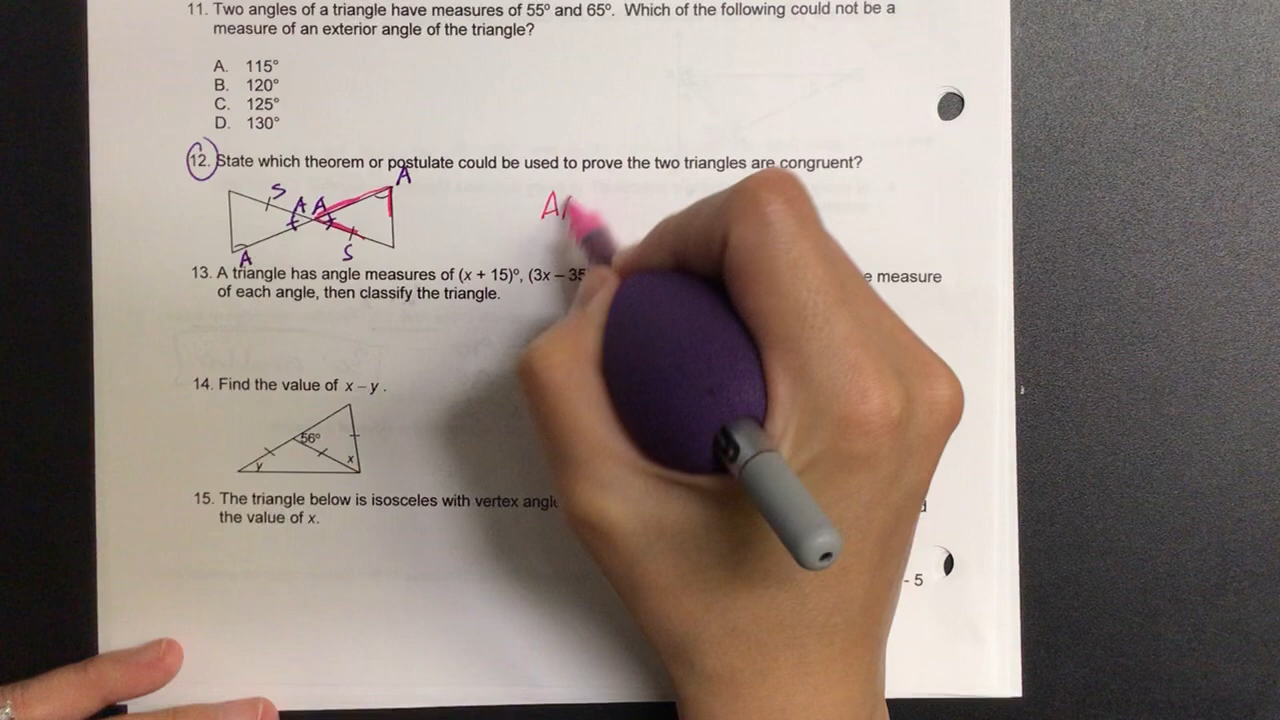 11. Two angles of a triangle have measures of 55º and 65º. Which of the following could not be a
measure of an exterior angle of the triangle?
A. 115°
B. 120°
C. 125°
D. 130°
12. State which theorem or postulate could be used to prove the two triangles are congruent?
A
S
A A
A
S
A
13. A triangle has angle measures of (x + 15)º, (3x – 35 e measure
of each angle, then classify the triangle.
14. Find the value of x – y .
56º
y
x
15. The triangle below is isosceles with vertex angle
the value of x.
- 5